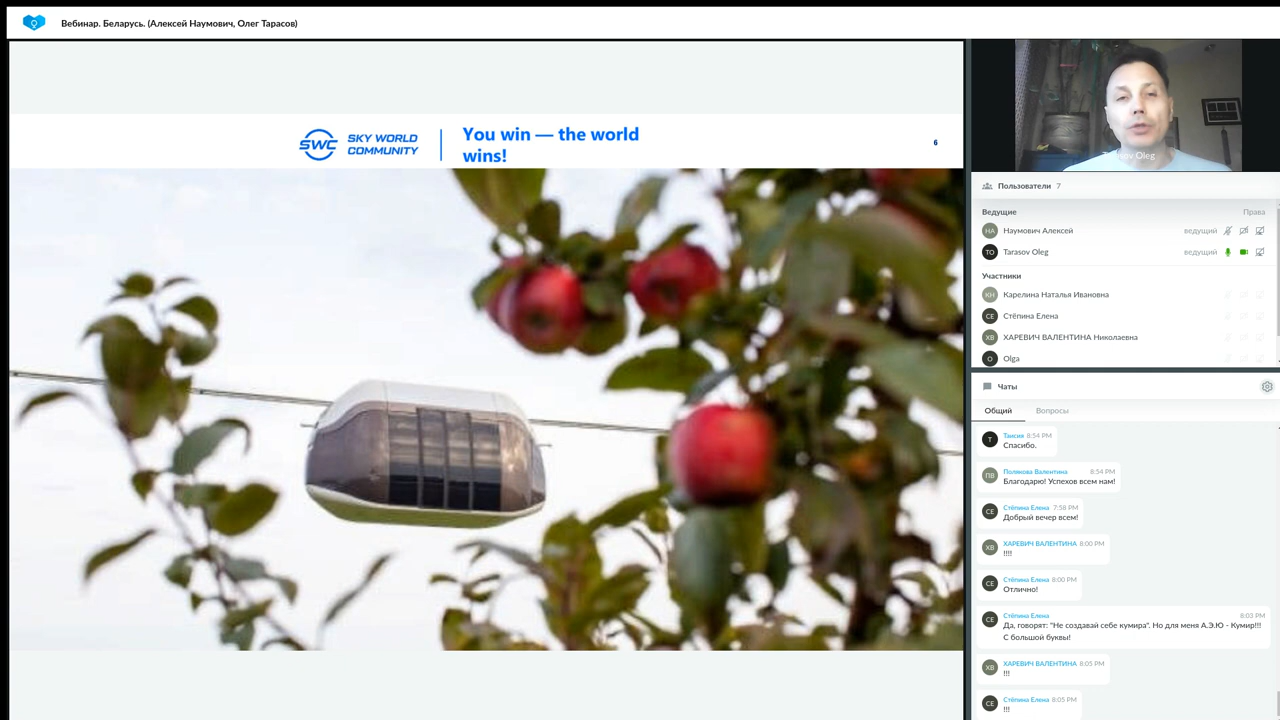 Вебинар. Беларусь. (Алексей Наумович, Олег Тарасов)
SWC SKY WORLD COMMUNITY
You win — the world
wins!
6
Tarasov Oleg
Пользователи 7
Ведущие Права
НА Наумович Алексей ведущий
TO Tarasov Oleg ведущий
Участники
КН Карелина Наталья Ивановна
СЕ Стёпина Елена
ХВ ХАРЕВИЧ ВАЛЕНТИНА Николаевна
O Olga
Чаты
Общий Вопросы
Т Таисия 8:54 PM
Спасибо.
ПВ Полякова Валентина 8:54 PM
Благодарю! Успехов всем нам!
СЕ Стёпина Елена 7:58 PM
Добрый вечер всем!
ХВ ХАРЕВИЧ ВАЛЕНТИНА 8:00 PM
!!!!
СЕ Стёпина Елена 8:00 PM
Отлично!
СЕ Стёпина Елена 8:03 PM
Да, говорят: "Не создавай себе кумира". Но для меня А.Э.Ю - Кумир!!!
С большой буквы!
ХВ ХАРЕВИЧ ВАЛЕНТИНА 8:05 PM
!!!
СЕ Стёпина Елена 8:05 PM
!!!